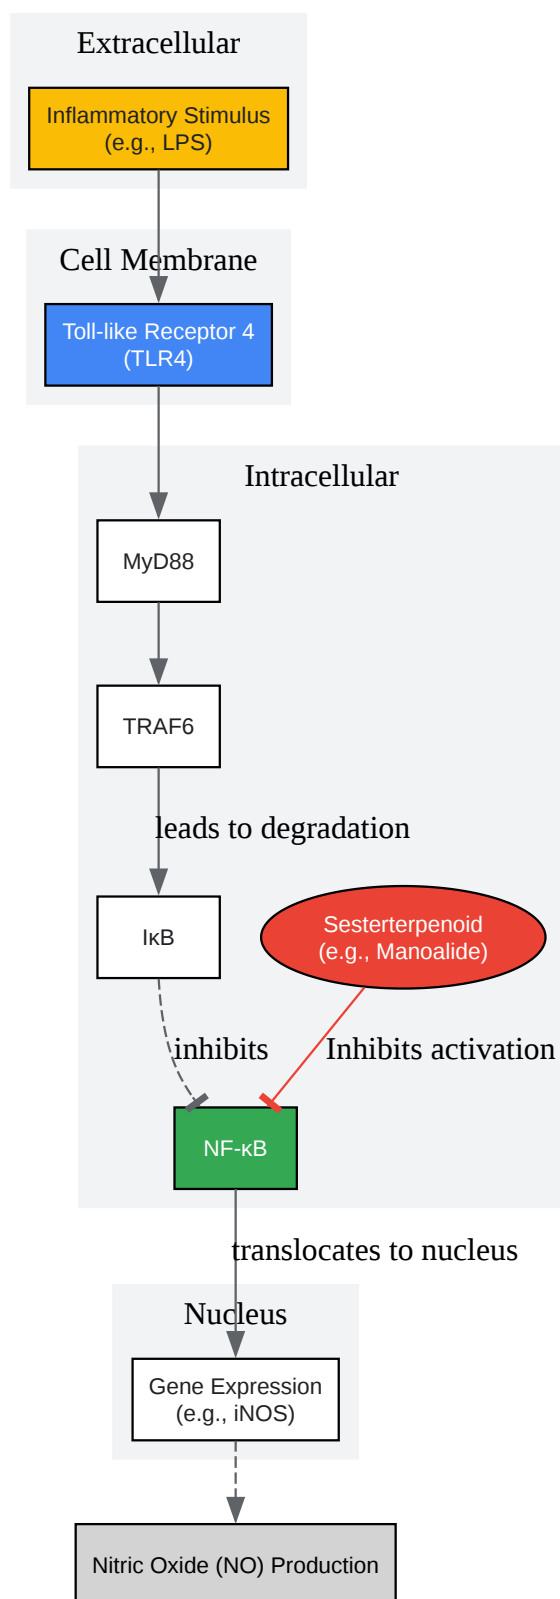 Extracellular
Inflammatory Stimulus
(e.g., LPS)
Cell Membrane
Toll-like Receptor 4
(TLR4)
Intracellular
MyD88
TRAF6
leads to degradation
IκB
Sesterterpenoid
(e.g., Manoalide)
inhibits
Inhibits activation
NF-κB
translocates to nucleus
Nucleus
Gene Expression
(e.g., iNOS)
Nitric Oxide (NO) Production